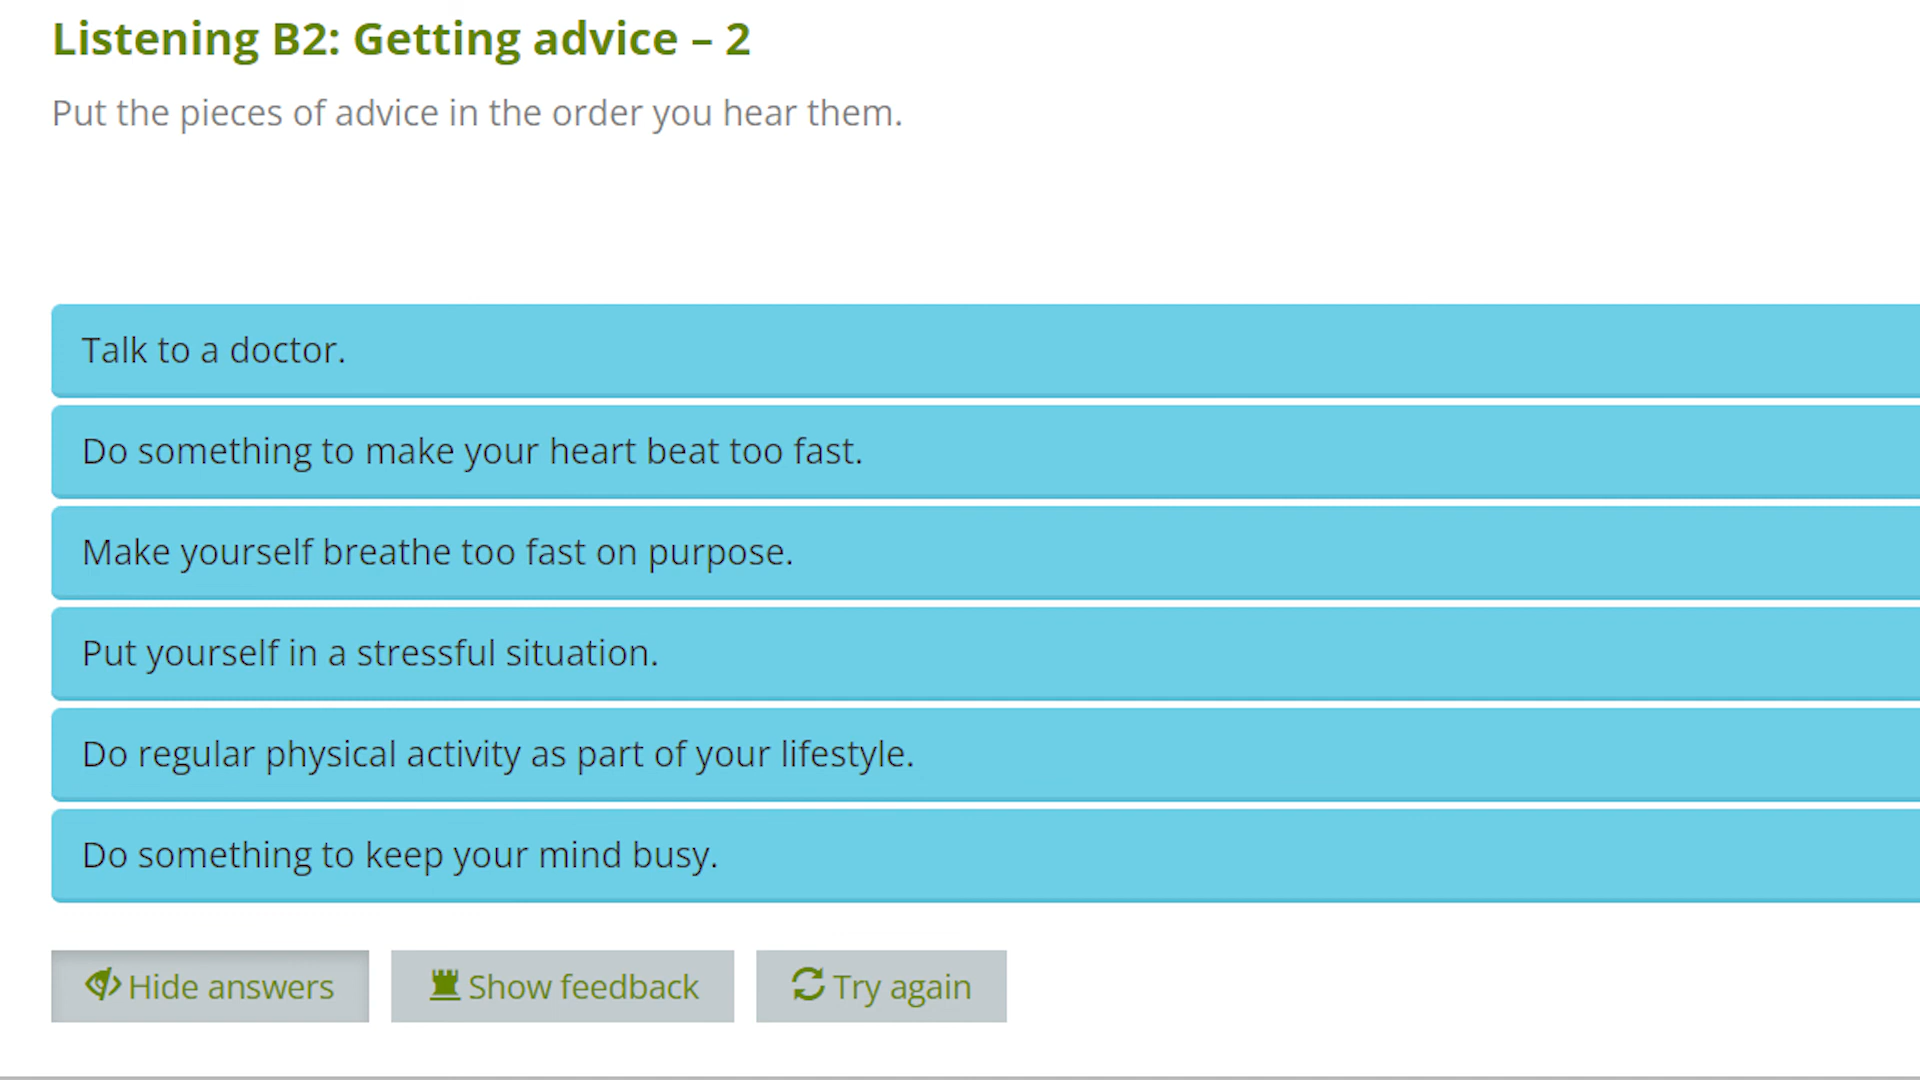 Listening B2: Getting advice – 2
Put the pieces of advice in the order you hear them.
Talk to a doctor.
Do something to make your heart beat too fast.
Make yourself breathe too fast on purpose.
Put yourself in a stressful situation.
Do regular physical activity as part of your lifestyle.
Do something to keep your mind busy.
Hide answers Show feedback Try again